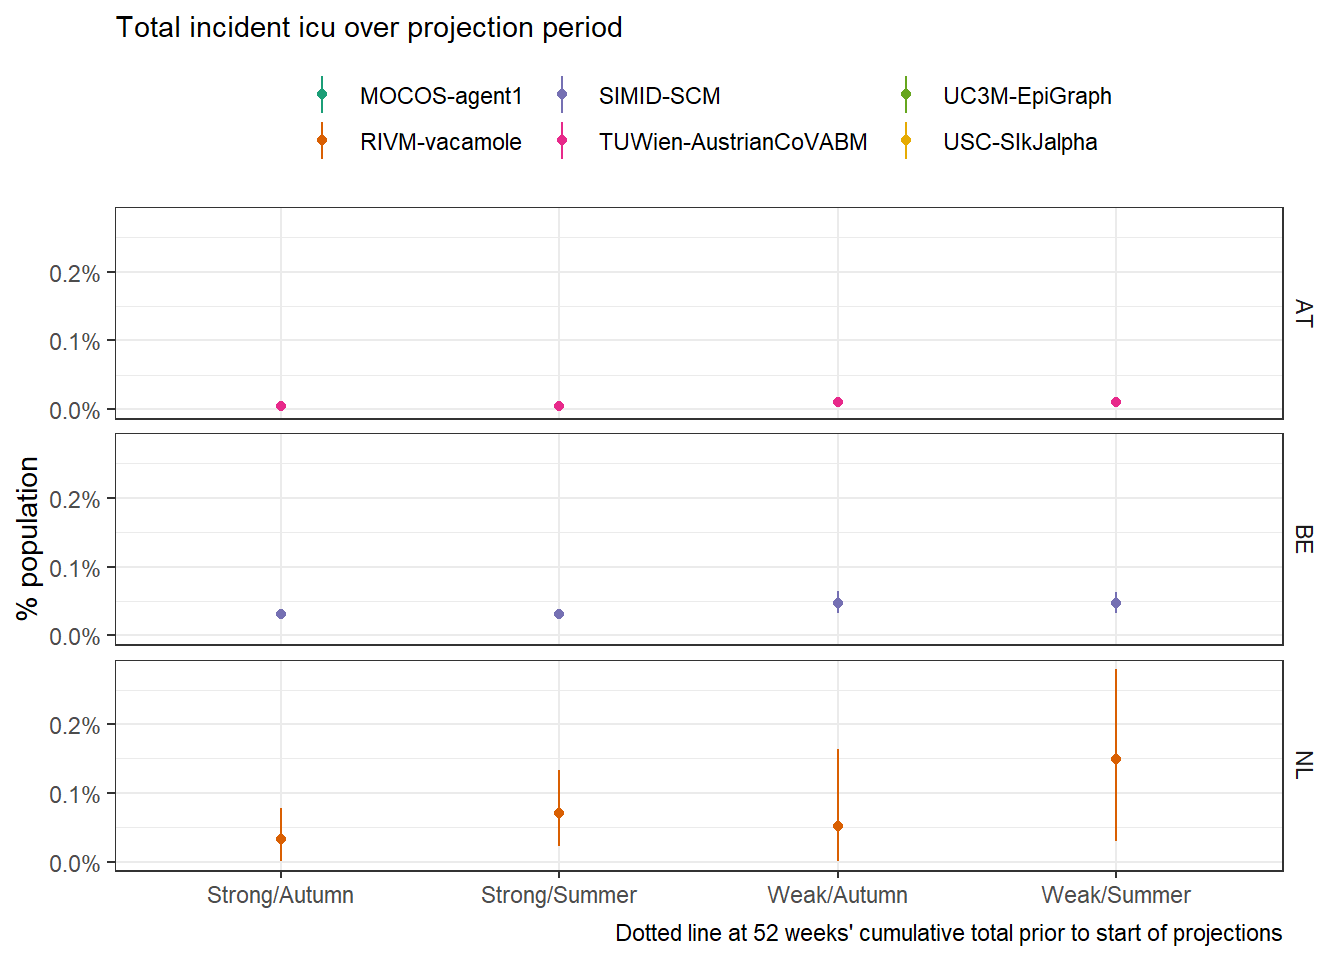 Total incident icu over projection period
MOCOS-agent1 SIMID-SCM UC3M-EpiGraph
RIVM-vacamole TUWien-AustrianCoVABM USC-SIkJalpha
% population
0.2%
0.1%
0.0%
AT
0.2%
0.1%
0.0%
BE
0.2%
0.1%
0.0%
NL
Strong/Autumn Strong/Summer Weak/Autumn Weak/Summer
Dotted line at 52 weeks' cumulative total prior to start of projections